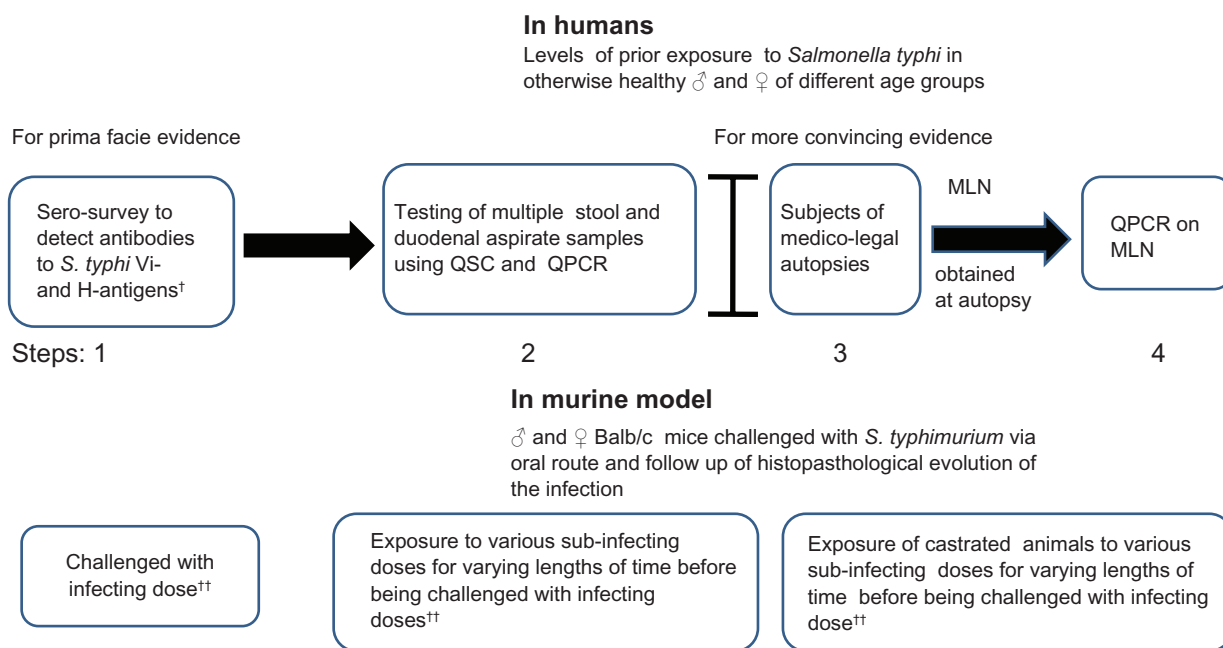 In humans
Levels of prior exposure to Salmonella typhi in
otherwise healthy ♂ and ♀ of different age groups
For prima facie evidence
For more convincing evidence
Sero-survey to
detect antibodies
to S. typhi Vi-
and H-antigens†
Testing of multiple stool and
duodenal aspirate samples
using QSC and QPCR
Subjects of
medico-legal
autopsies
MLN
obtained
at autopsy
QPCR on
MLN
Steps: 1
2
3
4
In murine model
♂ and ♀ Balb/c mice challenged with S. typhimurium via
oral route and follow up of histopasthological evolution of
the infection
Challenged with
infecting dose††
Exposure to various sub-infecting
doses for varying lengths of time before
being challenged with infecting
doses††
Exposure of castrated animals to various
sub-infecting doses for varying lengths of
time before being challenged with infecting
dose††